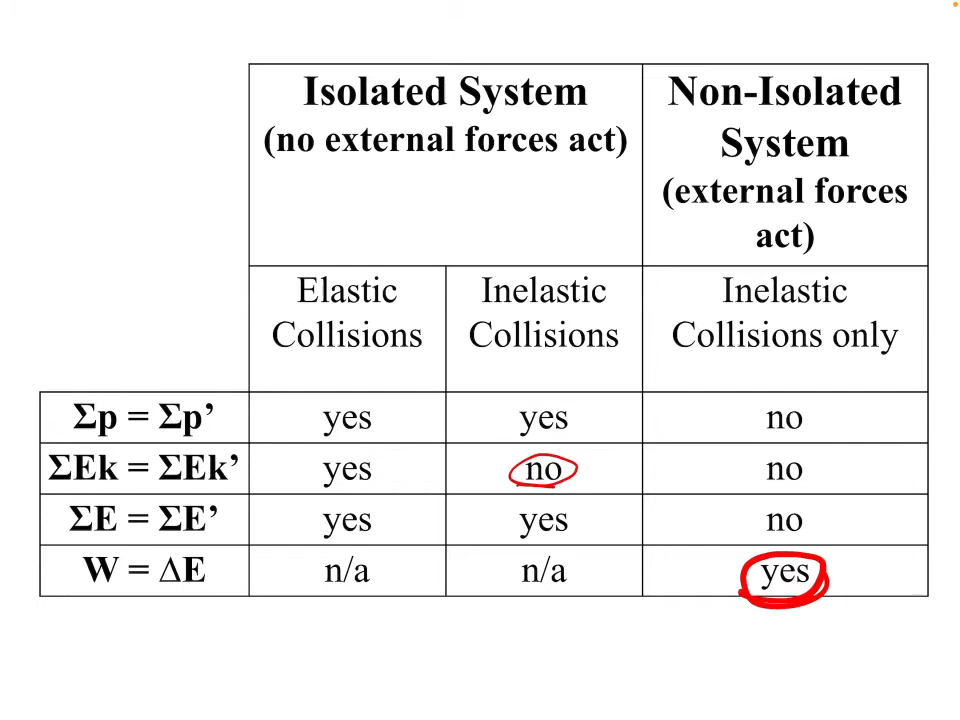 Isolated System
(no external forces act)
Non-Isolated
System
(external forces
act)
Elastic
Collisions
Inelastic
Collisions
Inelastic
Collisions only
Σp = Σp’ yes yes no
ΣEk = ΣEk’ yes no no
ΣE = ΣE’ yes yes no
W = ΔE n/a n/a yes